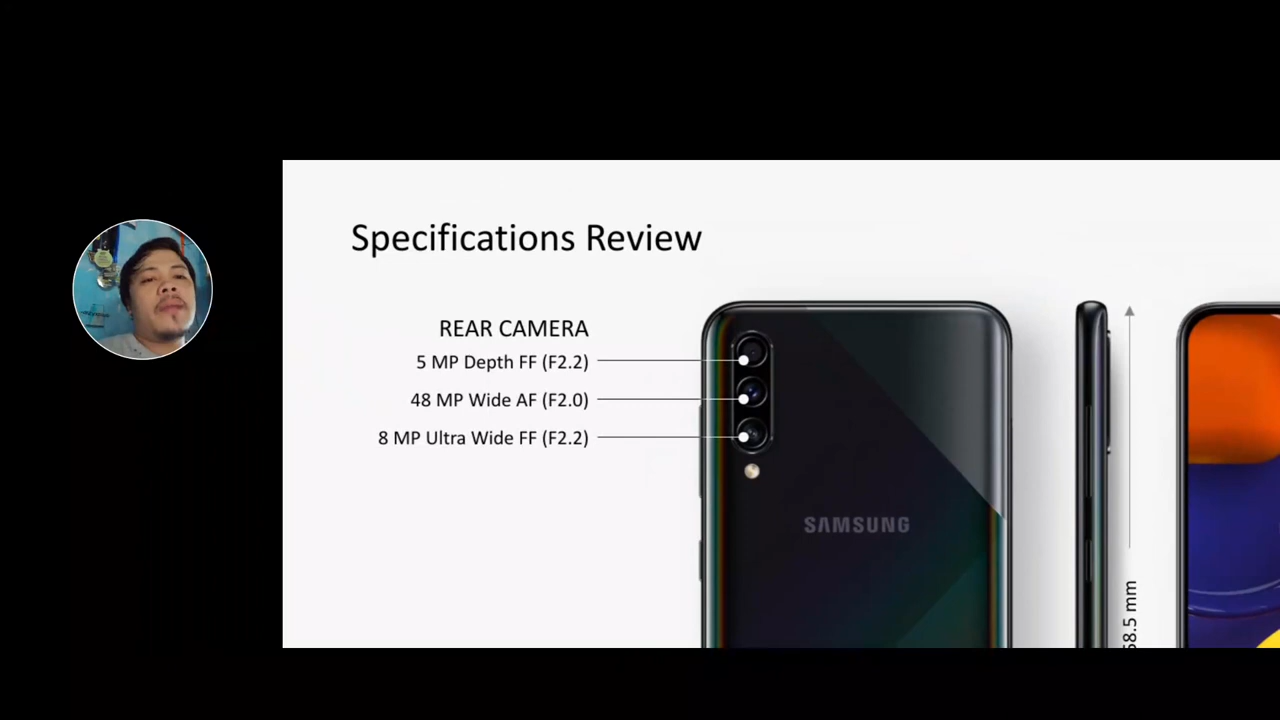 Specifications Review
REAR CAMERA
5 MP Depth FF (F2.2)
48 MP Wide AF (F2.0)
8 MP Ultra Wide FF (F2.2)
SAMSUNG